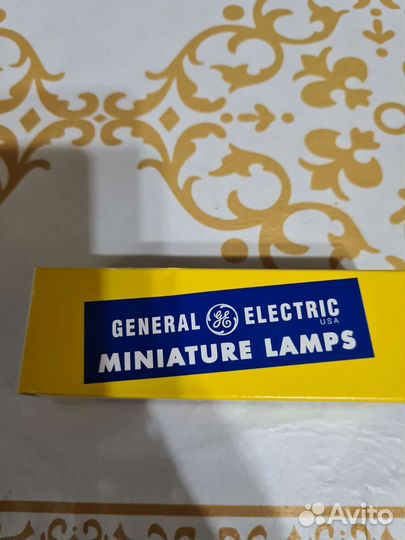 GENERAL GE ELECTRIC
USA
MINIATURE LAMPS
Avito